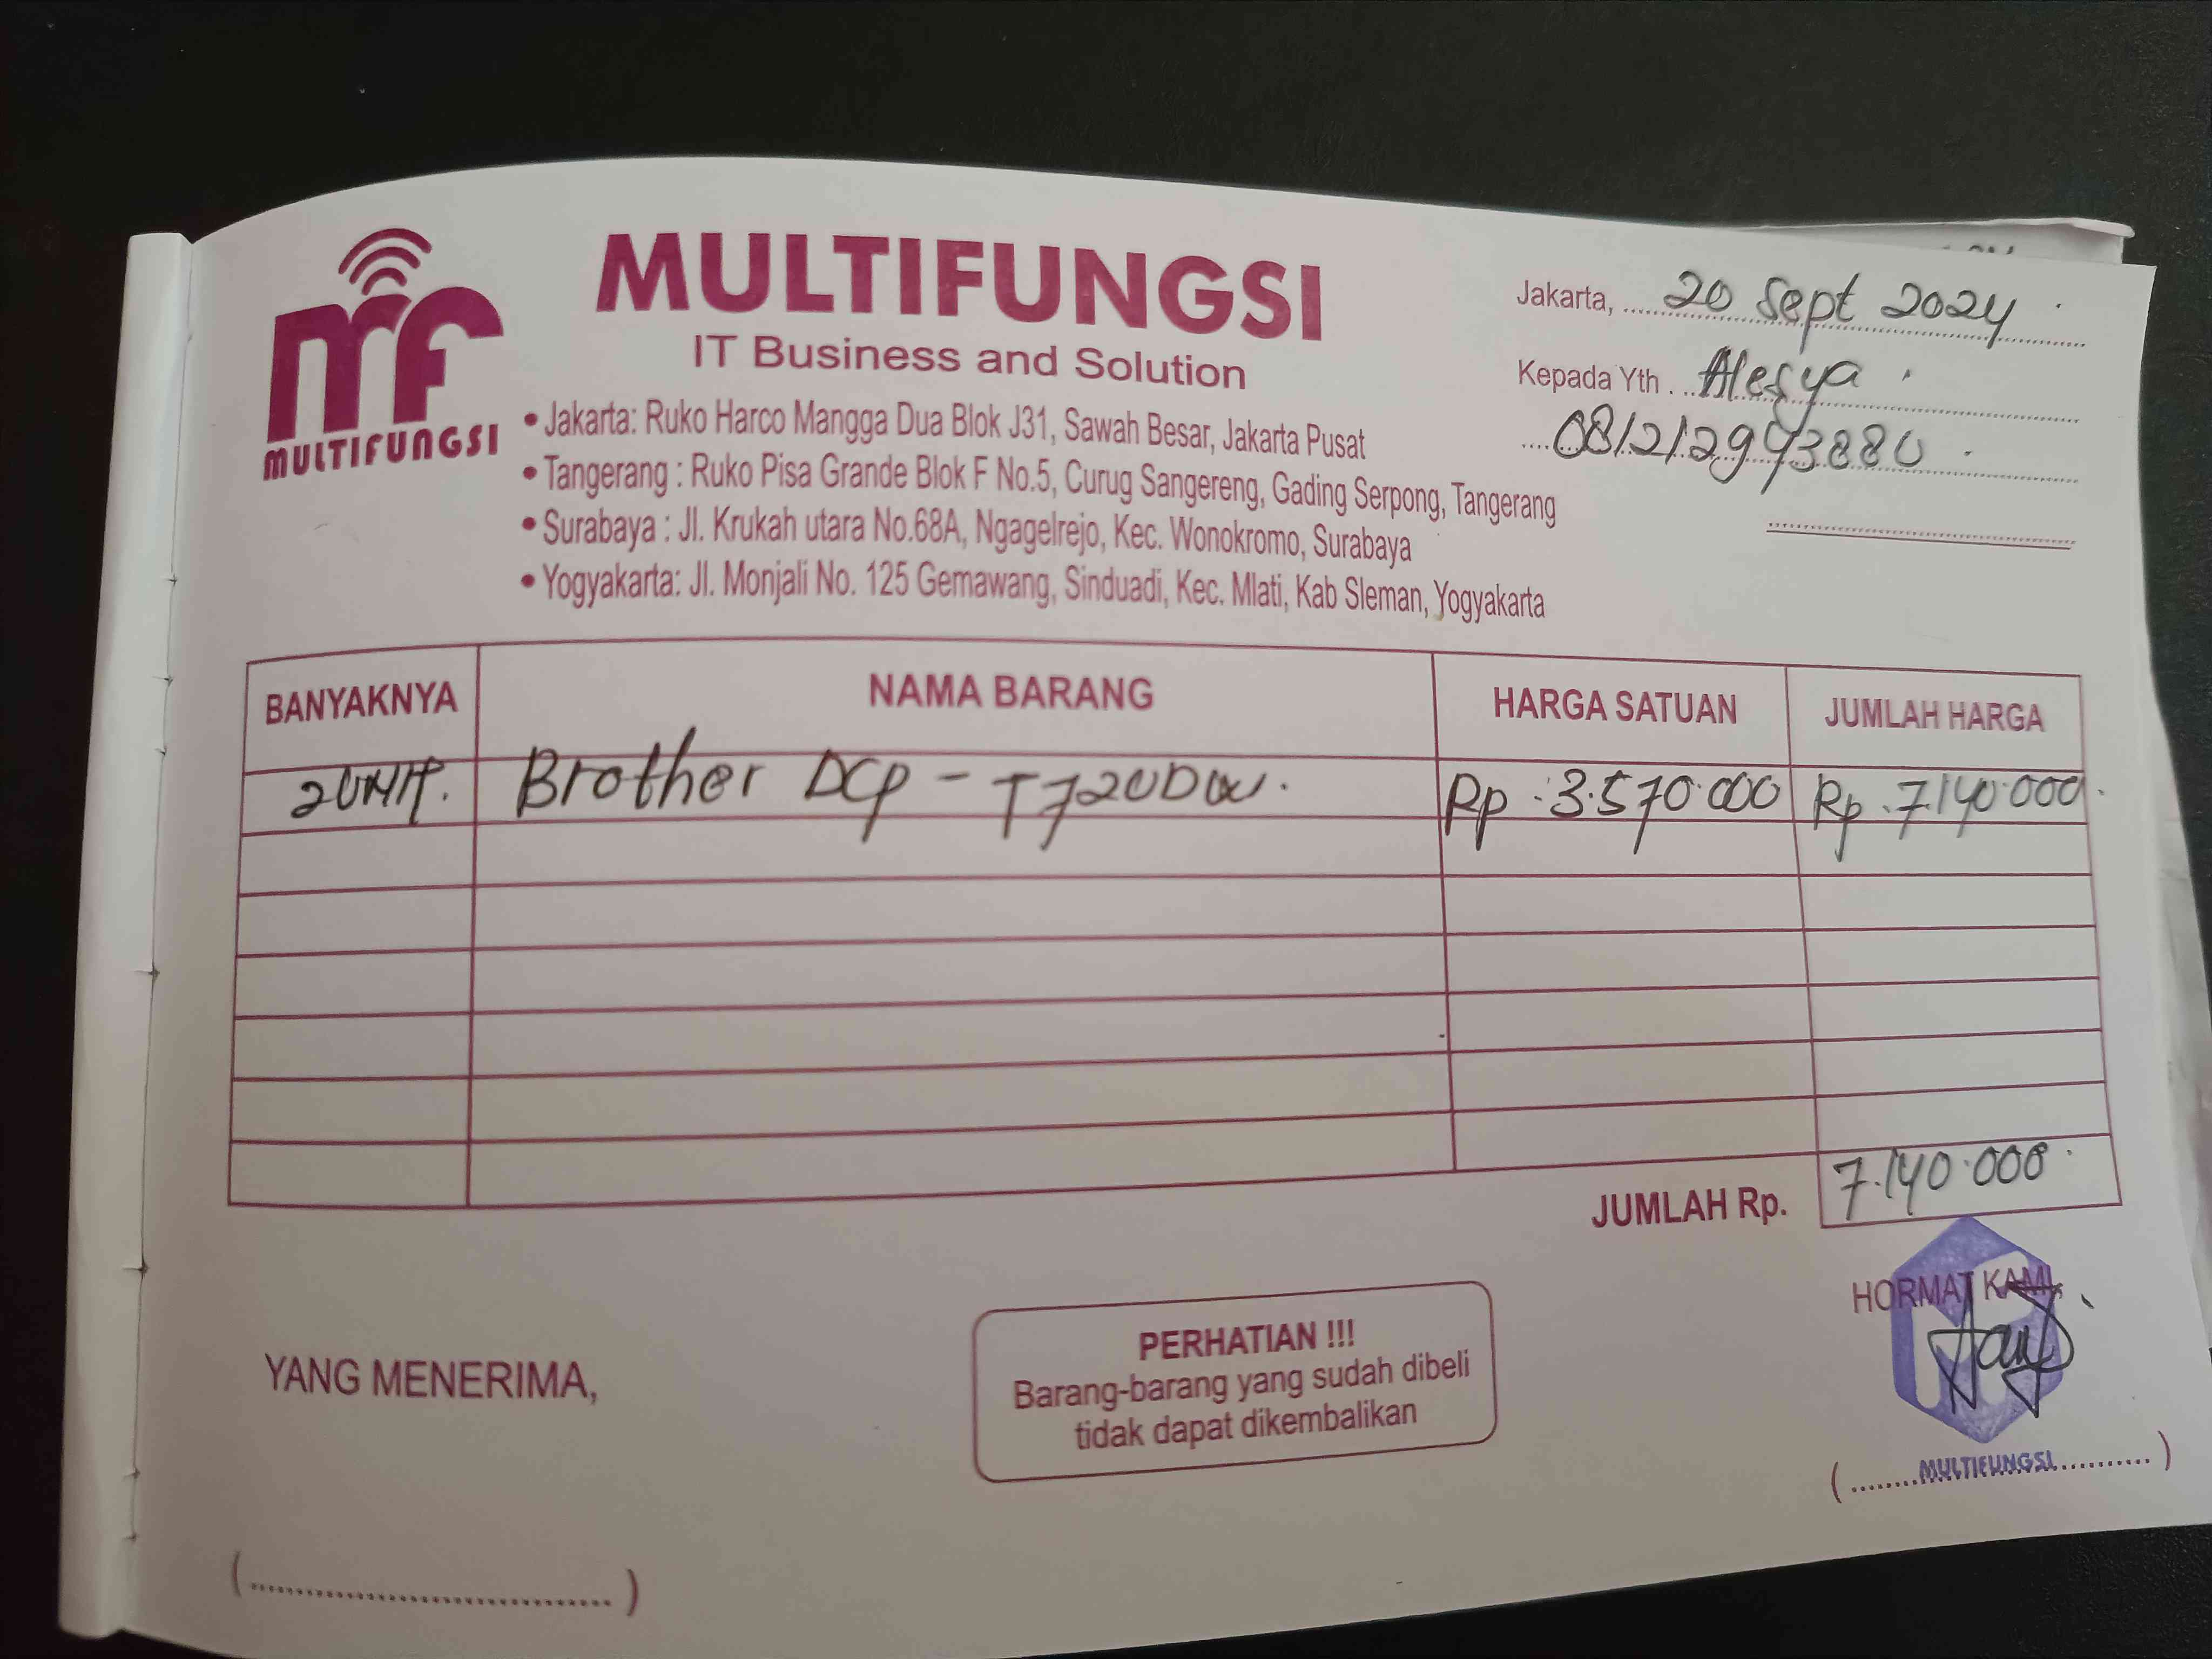 MULTIFUNGSI
MULTIFUNGSI
IT Business and Solution
• Jakarta: Ruko Harco Mangga Dua Blok J31, Sawah Besar, Jakarta Pusat
• Tangerang : Ruko Pisa Grande Blok F No.5, Curug Sangereng, Gading Serpong, Tangerang
• Surabaya : Jl. Krukah utara No.68A, Ngagelrejo, Kec. Wonokromo, Surabaya
• Yogyakarta: Jl. Monjali No. 125 Gemawang, Sinduadi, Kec. Mlati, Kab Sleman, Yogyakarta
Jakarta, 20 Sept 2024
Kepada Yth. Alesya
BANYAKNYA NAMA BARANG HARGA SATUAN JUMLAH HARGA
2 UNIT. Brother DCP - T720DW. Rp. 3.570.000 Rp. 7.140.000
JUMLAH Rp. 7.140.000
YANG MENERIMA,
PERHATIAN !!!
Barang-barang yang sudah dibeli
tidak dapat dikembalikan
HORMAT KAMI,
MULTIFUNGSI